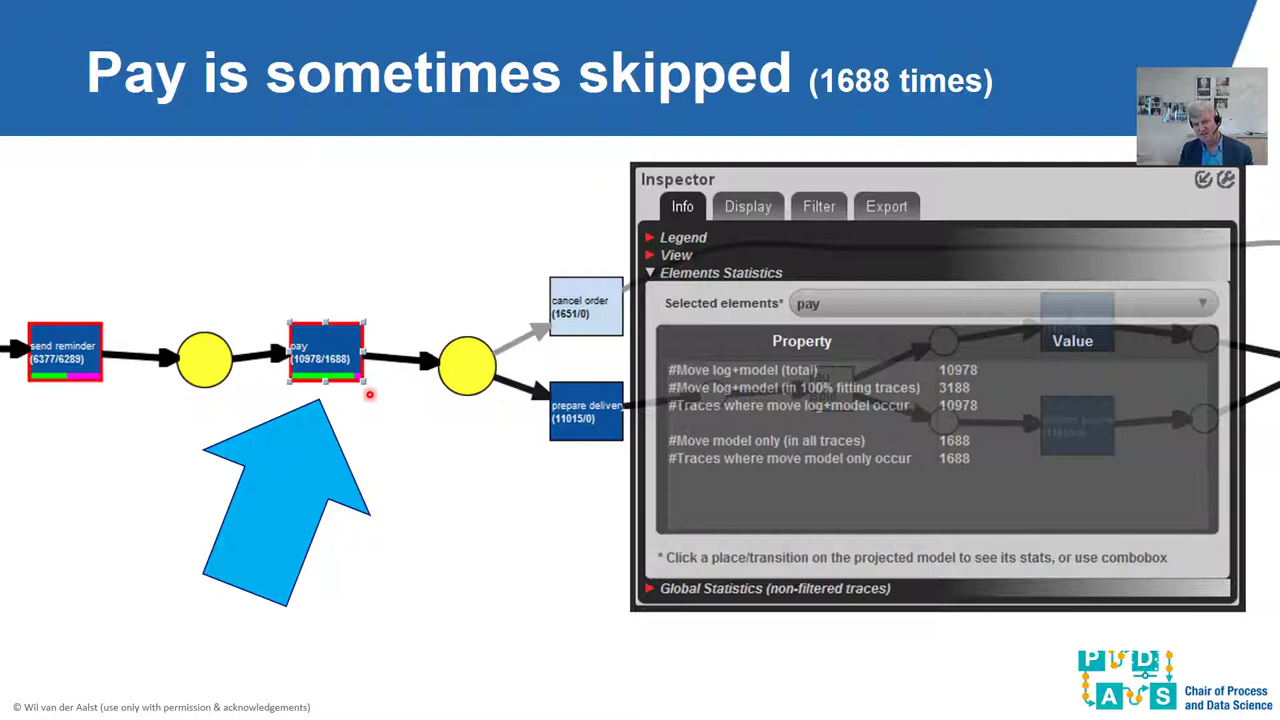 Pay is sometimes skipped (1688 times)
Inspector
Info
Display
Filter
Export
Legend
View
Elements Statistics
Selected elements*
pay
Property
Value
#Move log+model (total) 10978
#Move log+model (in 100% fitting traces) 3188
#Traces where move log+model occur 10978
#Move model only (in all traces) 1688
#Traces where move model only occur 1688
* Click a place/transition on the projected model to see its stats, or use combobox
Global Statistics (non-filtered traces)
send reminder
(6377/6289)
pay
(10978/1688)
cancel order
(1651/0)
prepare delivery
(11015/0)
© Wil van der Aalst (use only with permission & acknowledgements)
P D
A S
Chair of Process
and Data Science